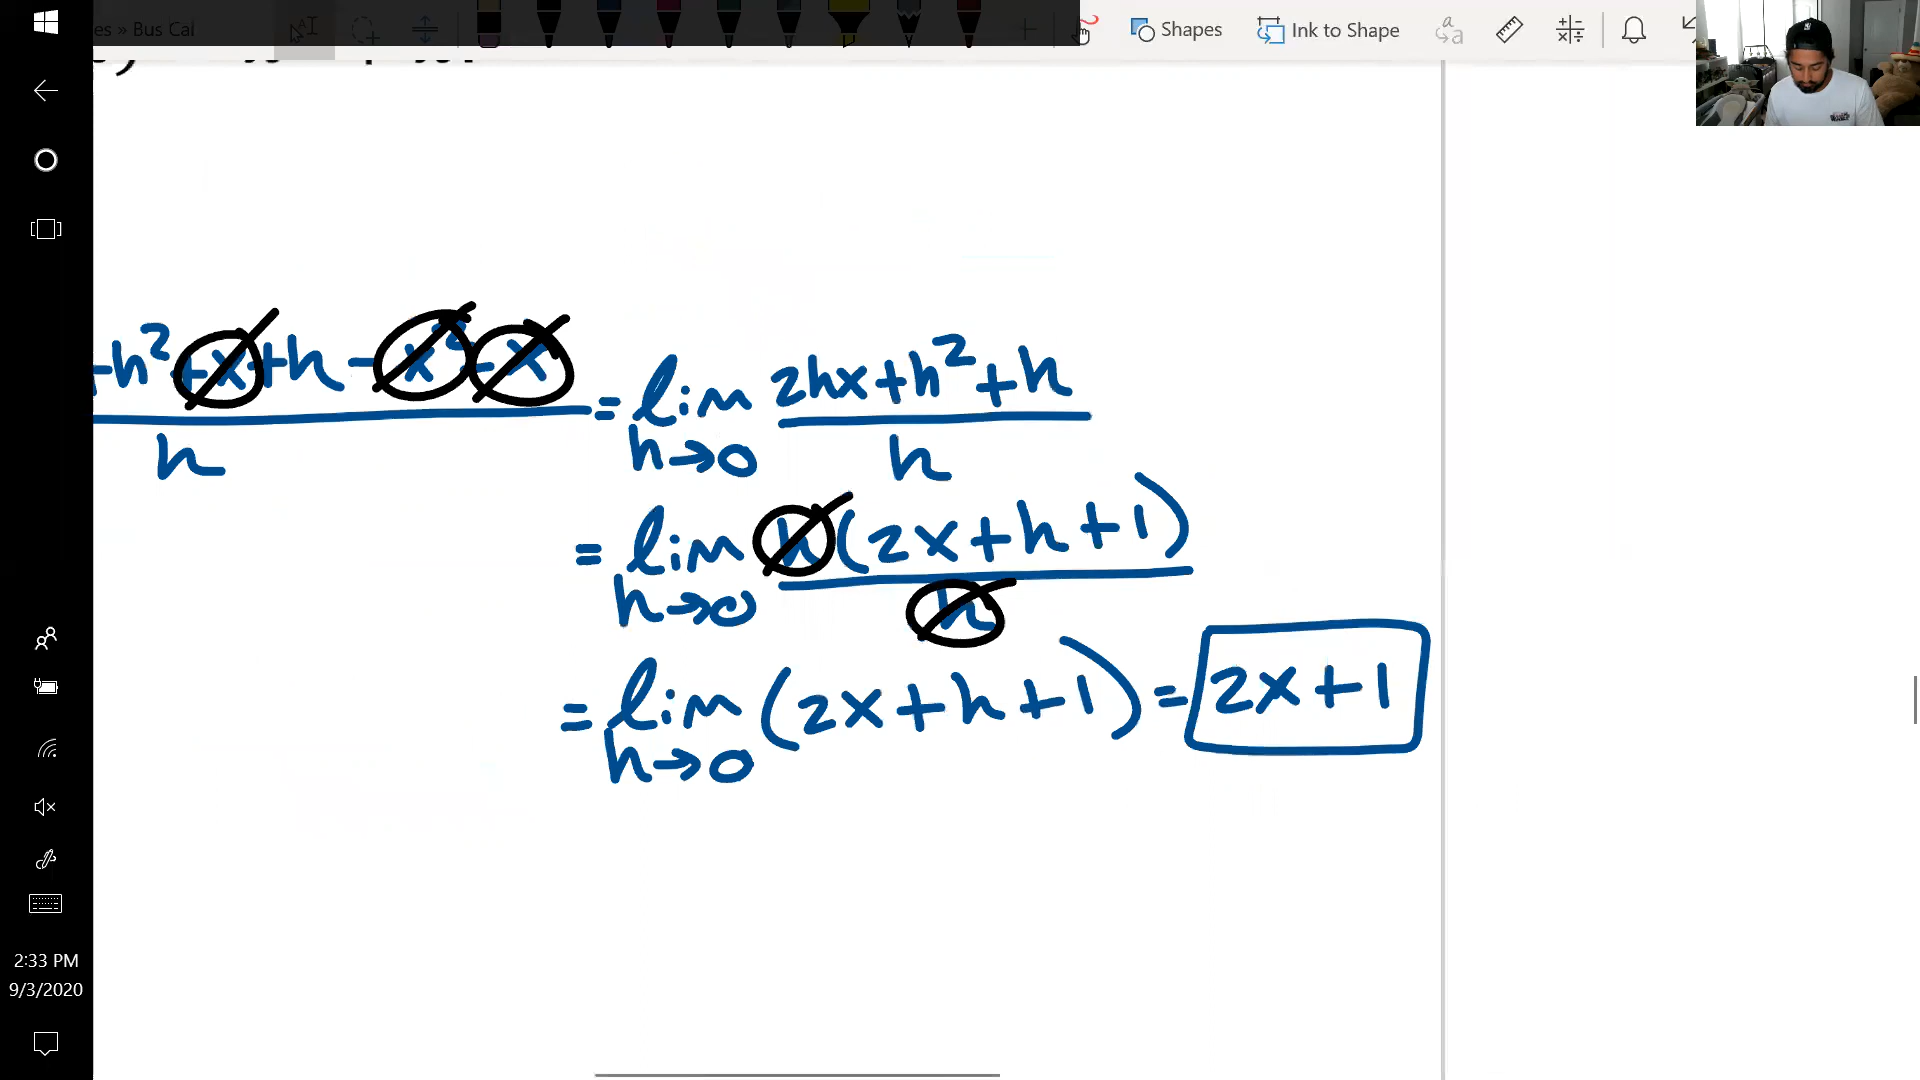 es » Bus Cal
Shapes
Ink to Shape
+h² +x +h - x² - x
h
= lim h→0 2hx+h²+h
h
= lim h→0 h(2x+h+1)
h
= lim h→0 (2x+h+1) = 2x+1
2:33 PM
9/3/2020